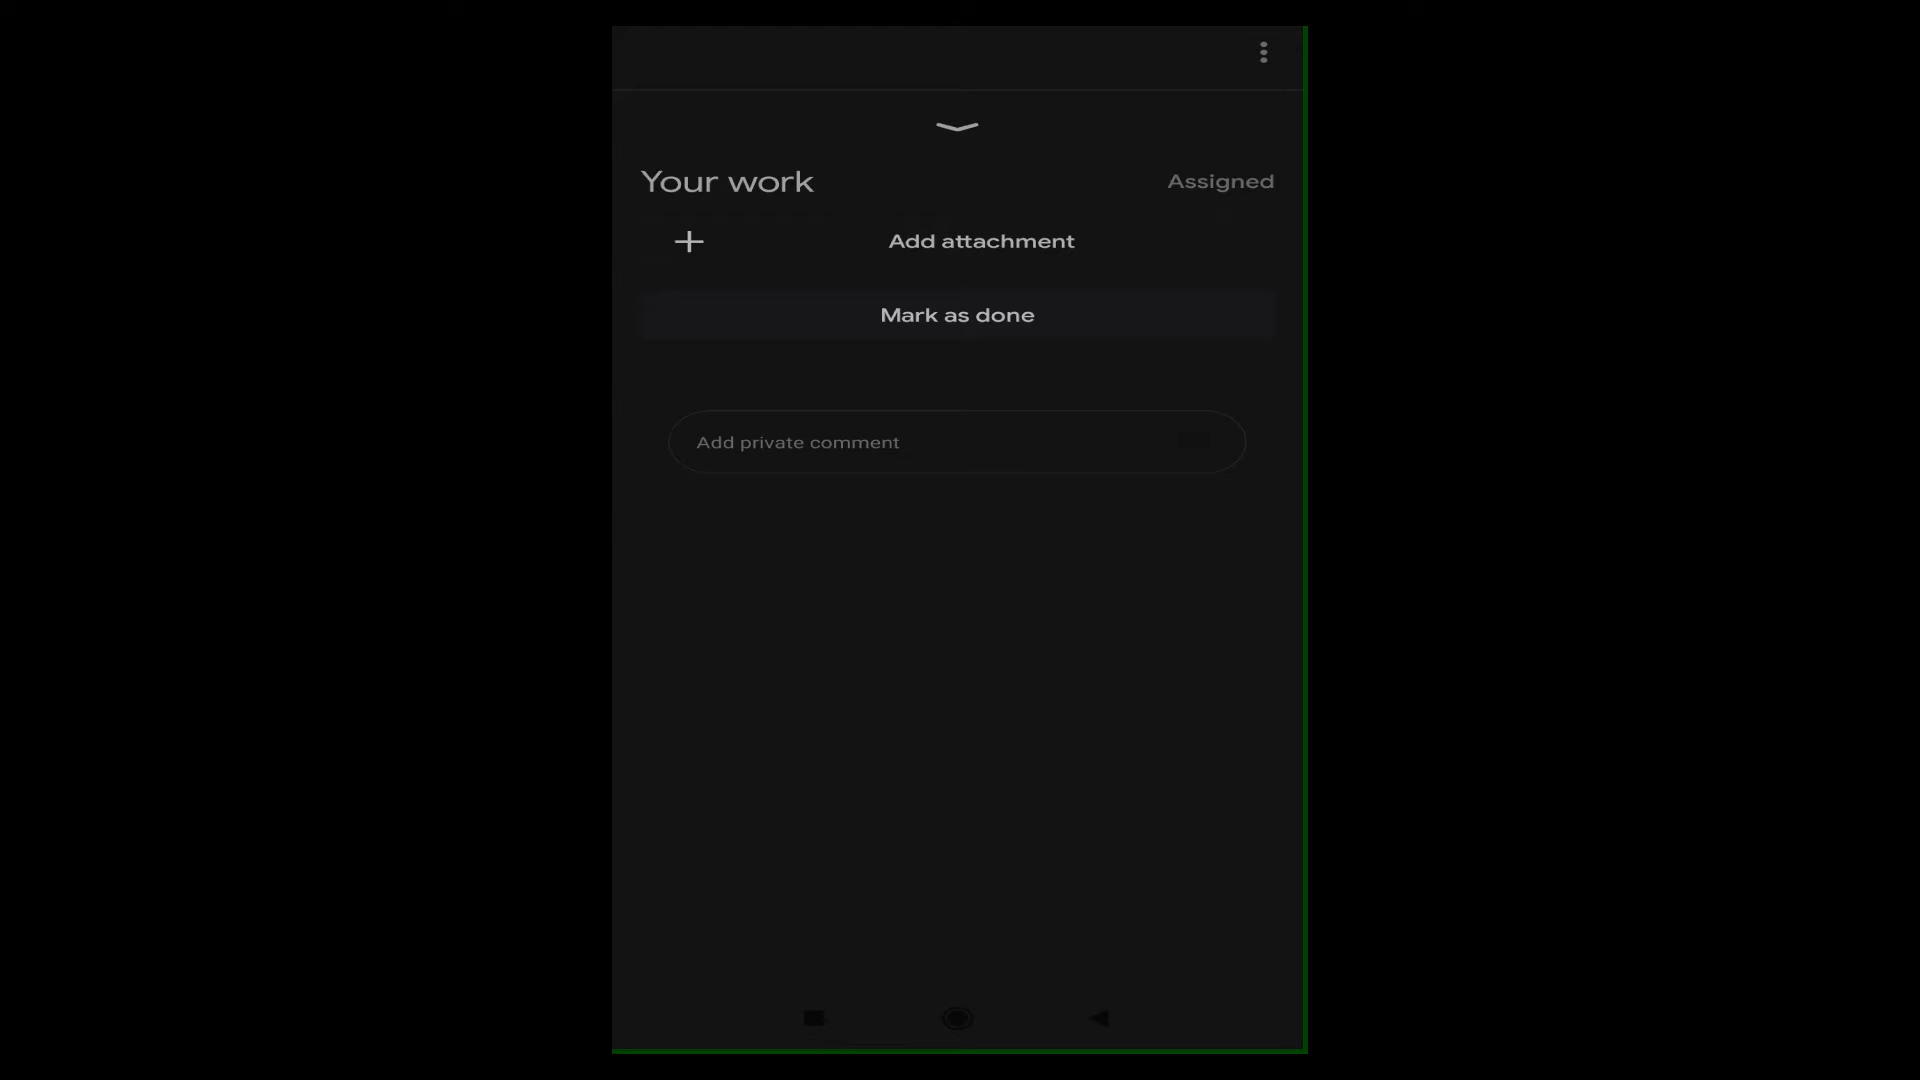 Your work
Assigned
Add attachment
Mark as done
Add private comment